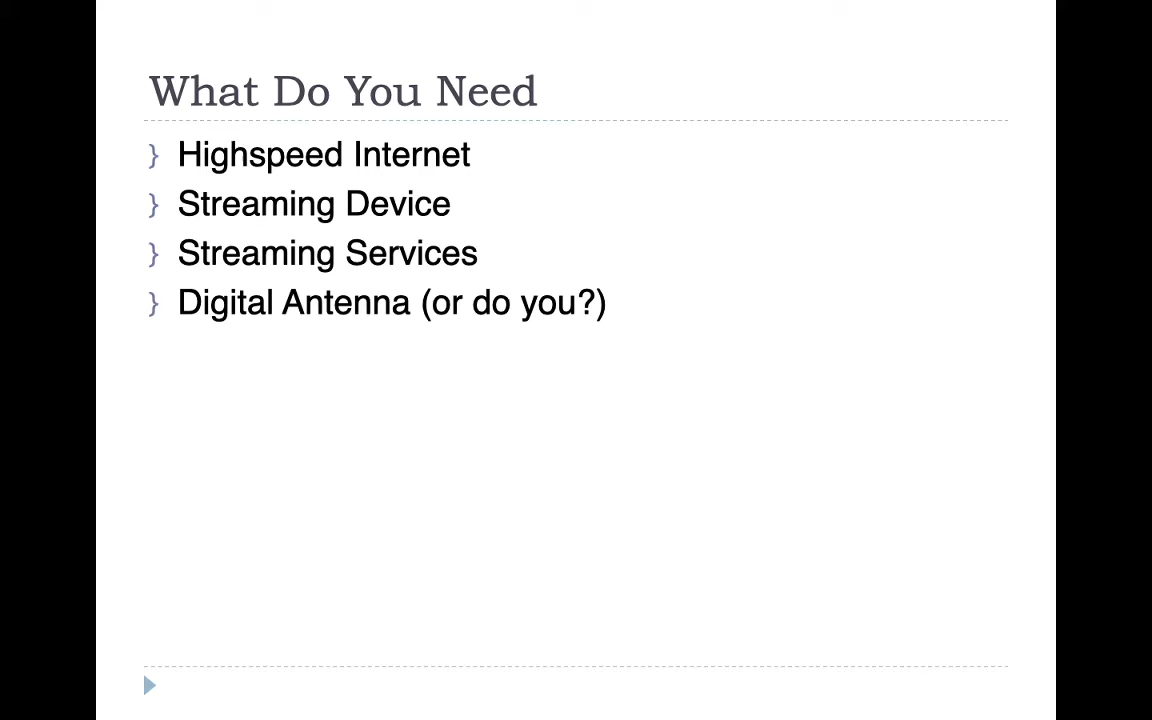 What Do You Need
} Highspeed Internet
} Streaming Device
} Streaming Services
} Digital Antenna (or do you?)